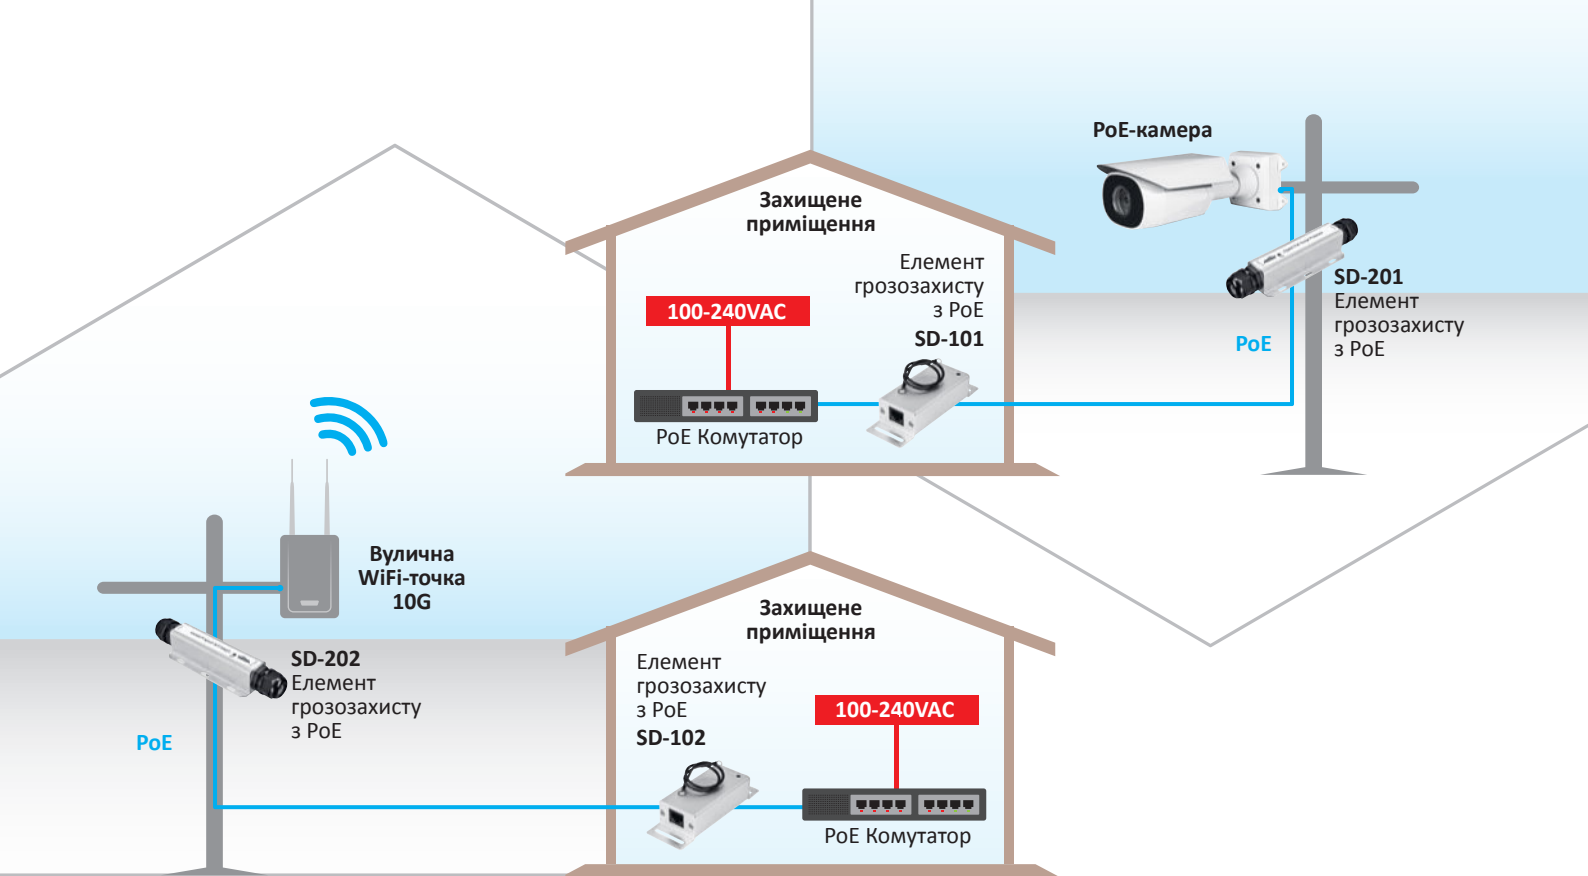 PoE-камера
Захищене
приміщення
Елемент
грозозахисту
з PoE
SD-101
100-240VAC
PoE Комутатор
SD-201
Елемент
грозозахисту
з PoE
PoE
Вулична
WiFi-точка
10G
SD-202
Елемент
грозозахисту
з PoE
PoE
Захищене
приміщення
Елемент
грозозахисту
з PoE
SD-102
100-240VAC
PoE Комутатор